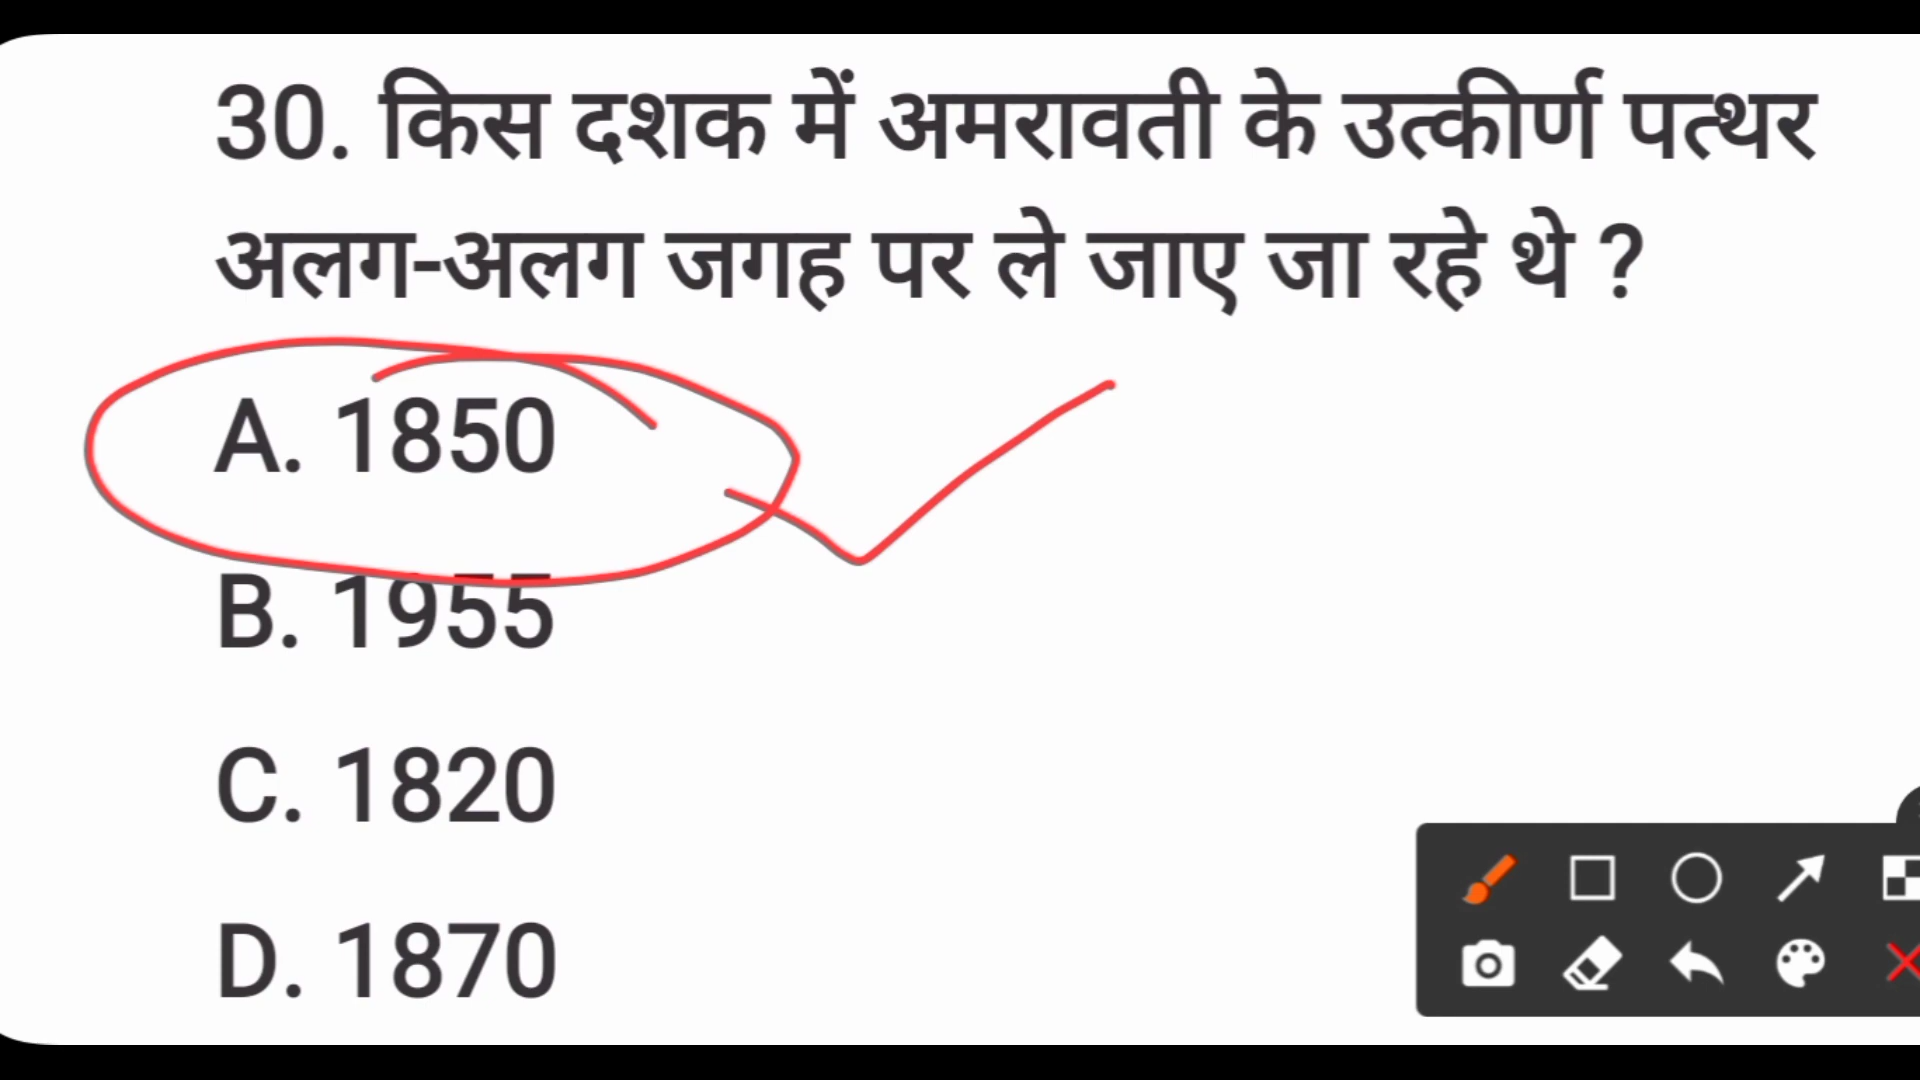 30. किस दशक में अमरावती के उत्कीर्ण पत्थर
अलग-अलग जगह पर ले जाए जा रहे थे ?
A. 1850
B. 1955
C. 1820
D. 1870